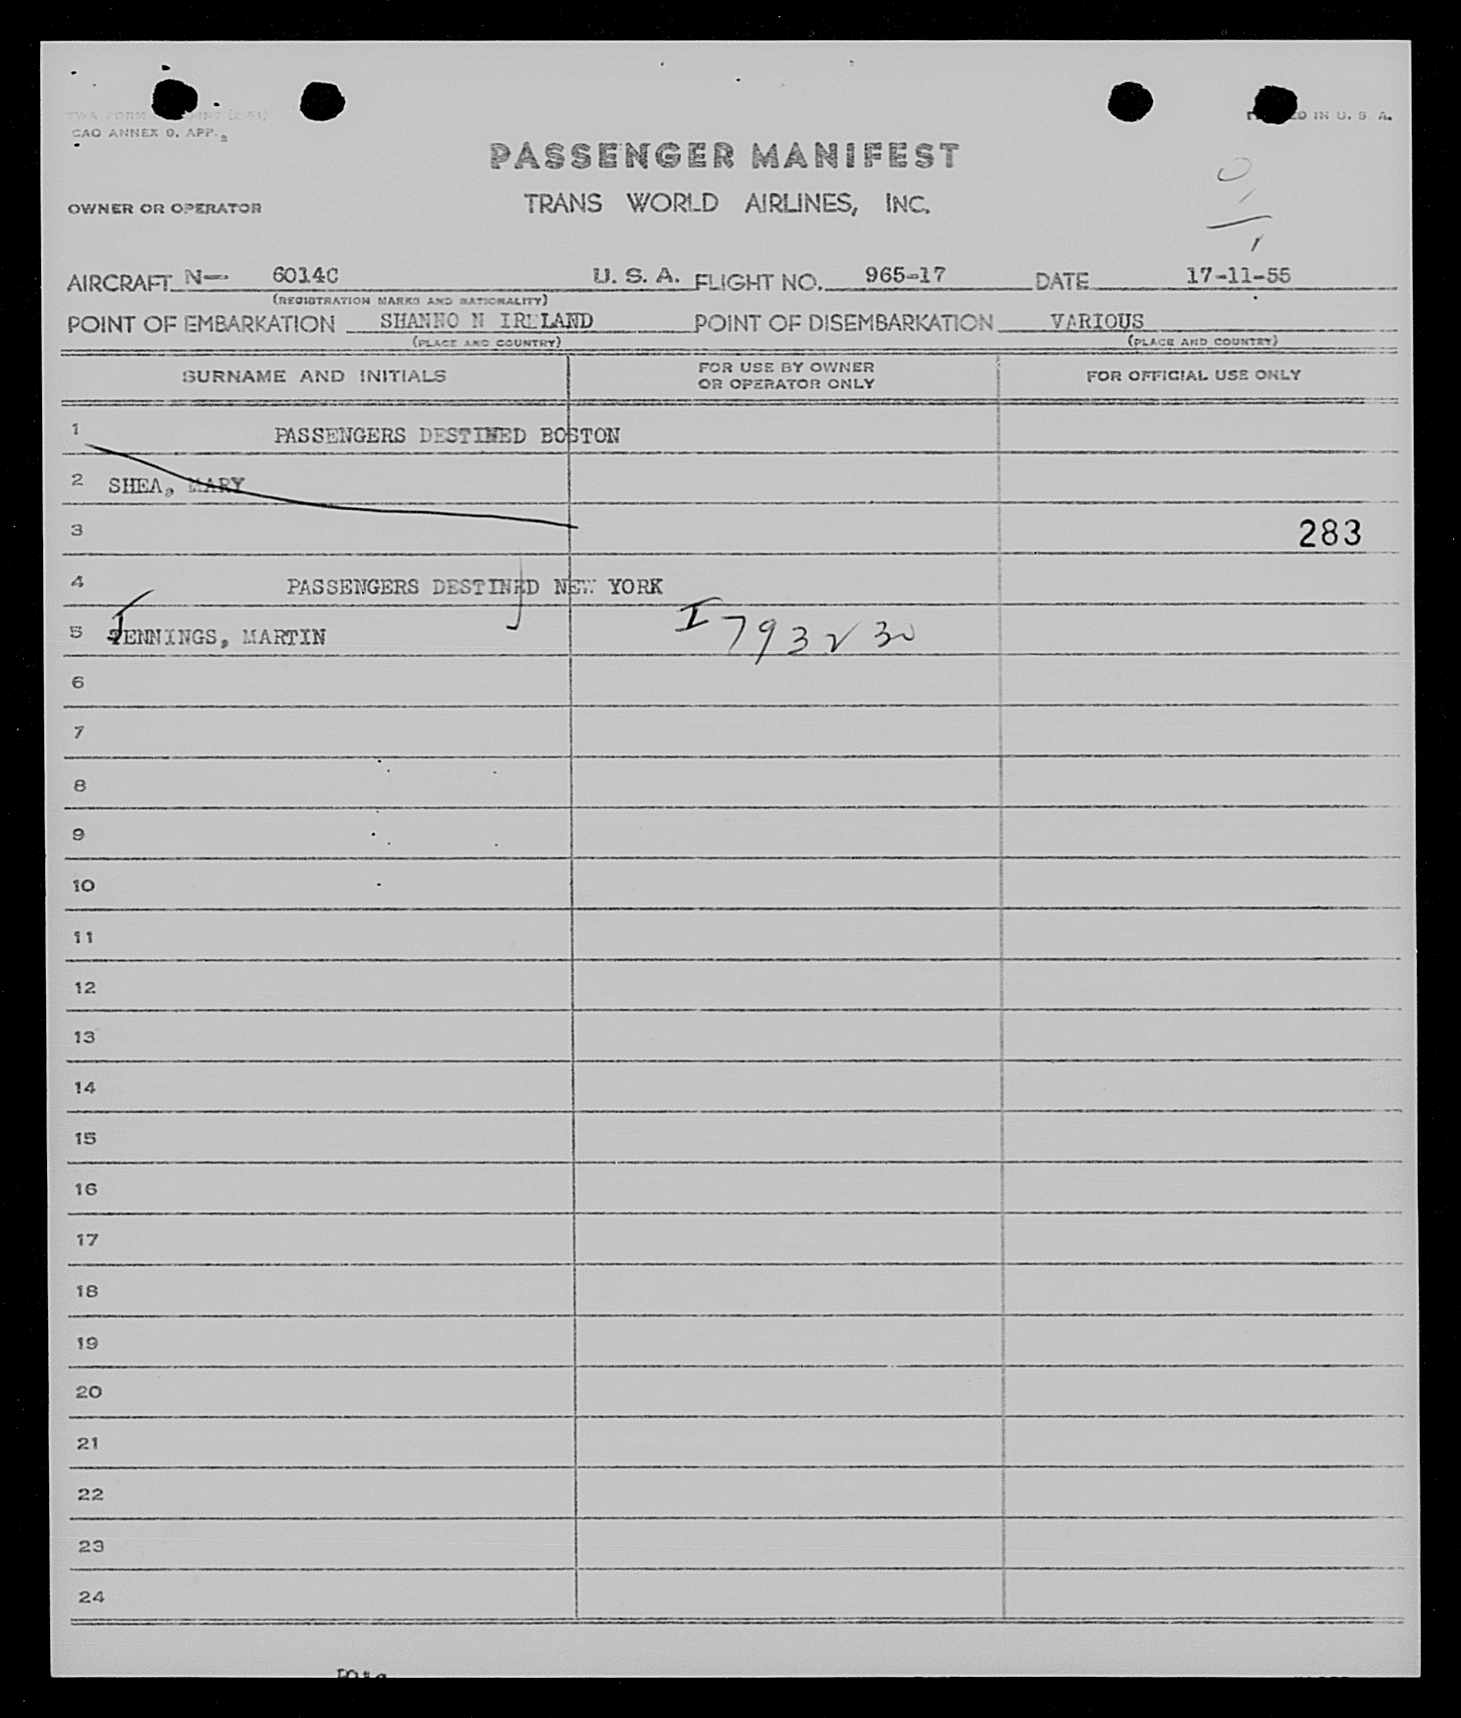 CAO ANNEX 9, APP.
IN U. S. A.
PASSENGER MANIFEST
OWNER OR OPERATOR TRANS WORLD AIRLINES, INC.
AIRCRAFT N— 6014C U. S. A. FLIGHT NO. 965-17 DATE 17-11-55
(REGISTRATION MARKS AND NATIONALITY)
POINT OF EMBARKATION SHANNO N IRELAND POINT OF DISEMBARKATION VARIOUS
(PLACE AND COUNTRY) (PLACE AND COUNTRY)
SURNAME AND INITIALS FOR USE BY OWNER OR OPERATOR ONLY FOR OFFICIAL USE ONLY
1 PASSENGERS DESTINED BOSTON
2 SHEA, MARY
3 283
4 PASSENGERS DESTINED NEW YORK
5 JENNINGS, MARTIN I 793230
6
7
8
9
10
11
12
13
14
15
16
17
18
19
20
21
22
23
24